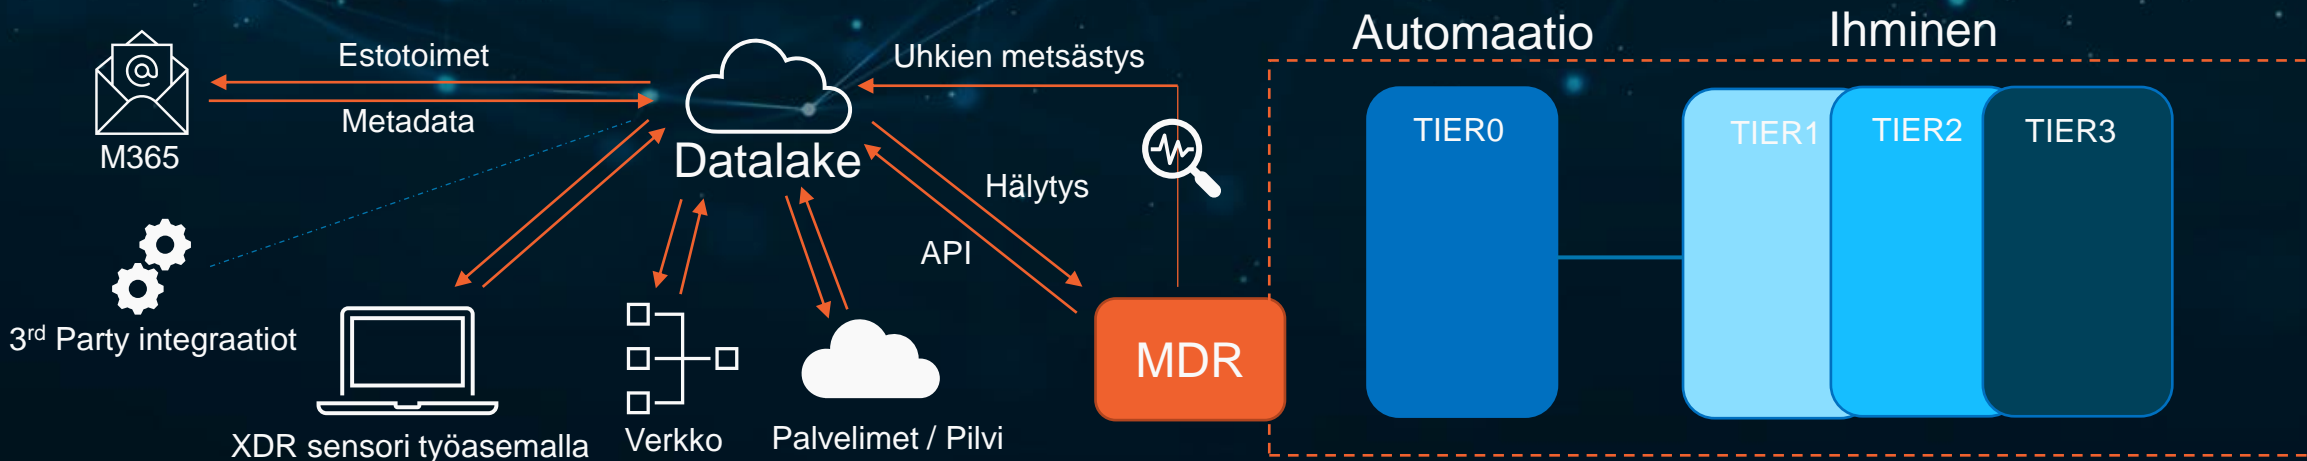 Automaatio
Ihminen
Estotoimet
Uhkien metsästys
Metadata
M365
Datalake
TIER0
TIER1
TIER2
TIER3
Hälytys
API
3rd Party integraatiot
MDR
XDR sensori työasemalla
Verkko
Palvelimet / Pilvi